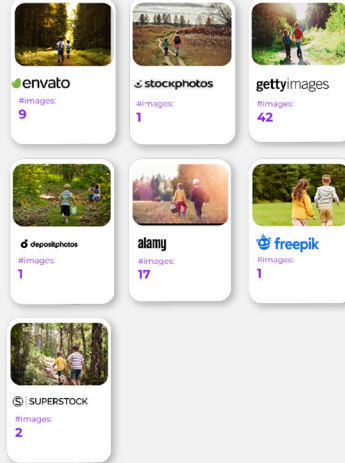 envato
#images:
9
stockphotos
#images:
1
gettyimages
#images:
42
depositphotos
#images:
1
alamy
#images:
17
freepik
#images:
1
S SUPERSTOCK
#images:
2